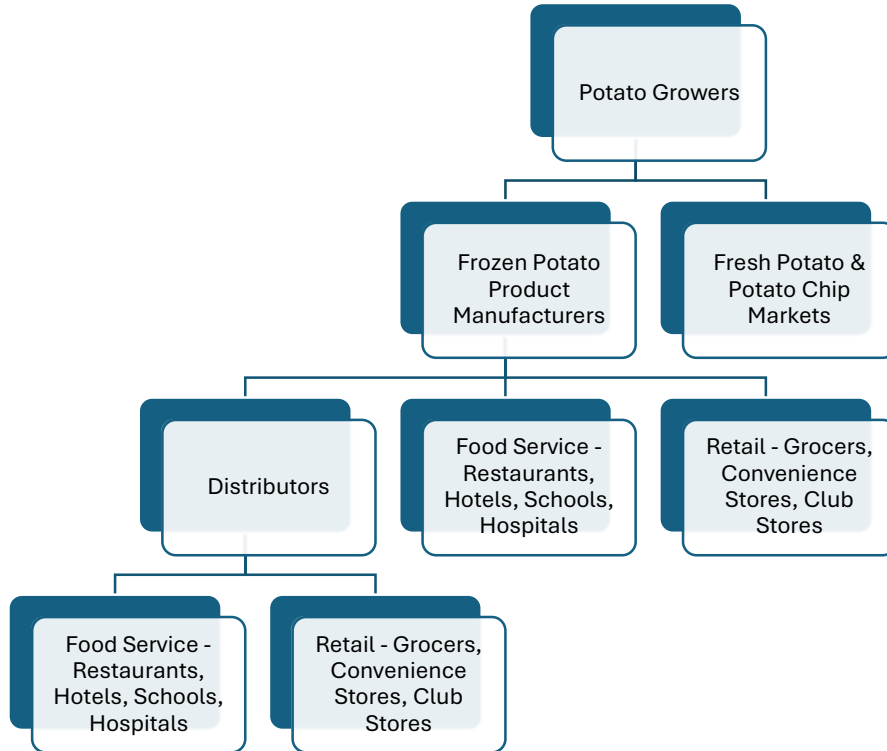 Potato Growers
Frozen Potato
Product
Manufacturers
Fresh Potato &
Potato Chip
Markets
Distributors
Food Service -
Restaurants,
Hotels, Schools,
Hospitals
Retail - Grocers,
Convenience
Stores, Club
Stores
Food Service -
Restaurants,
Hotels, Schools,
Hospitals
Retail - Grocers,
Convenience
Stores, Club
Stores